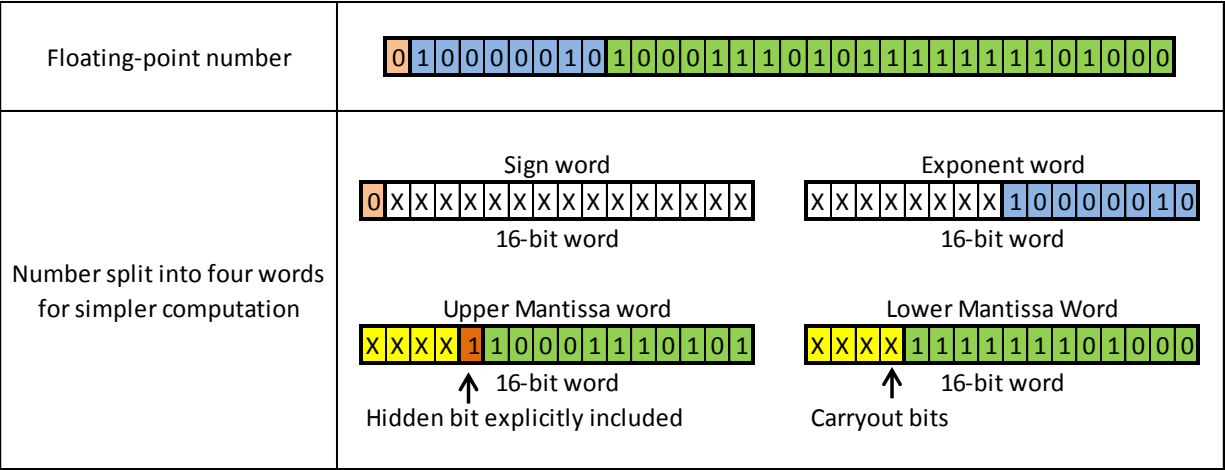 Floating-point number
0 1 0 0 0 0 0 1 0 1 0 0 0 1 1 1 0 1 0 1 1 1 1 1 1 1 1 0 1 0 0 0
Number split into four words
for simpler computation
Sign word
0 X X X X X X X X X X X X X X X
16-bit word
Exponent word
X X X X X X X X 1 0 0 0 0 0 1 0
16-bit word
Upper Mantissa word
X X X X 1 1 0 0 0 1 1 1 0 1 0 1
16-bit word
Hidden bit explicitly included
Lower Mantissa Word
X X X X 1 1 1 1 1 1 1 0 1 0 0 0
16-bit word
Carryout bits